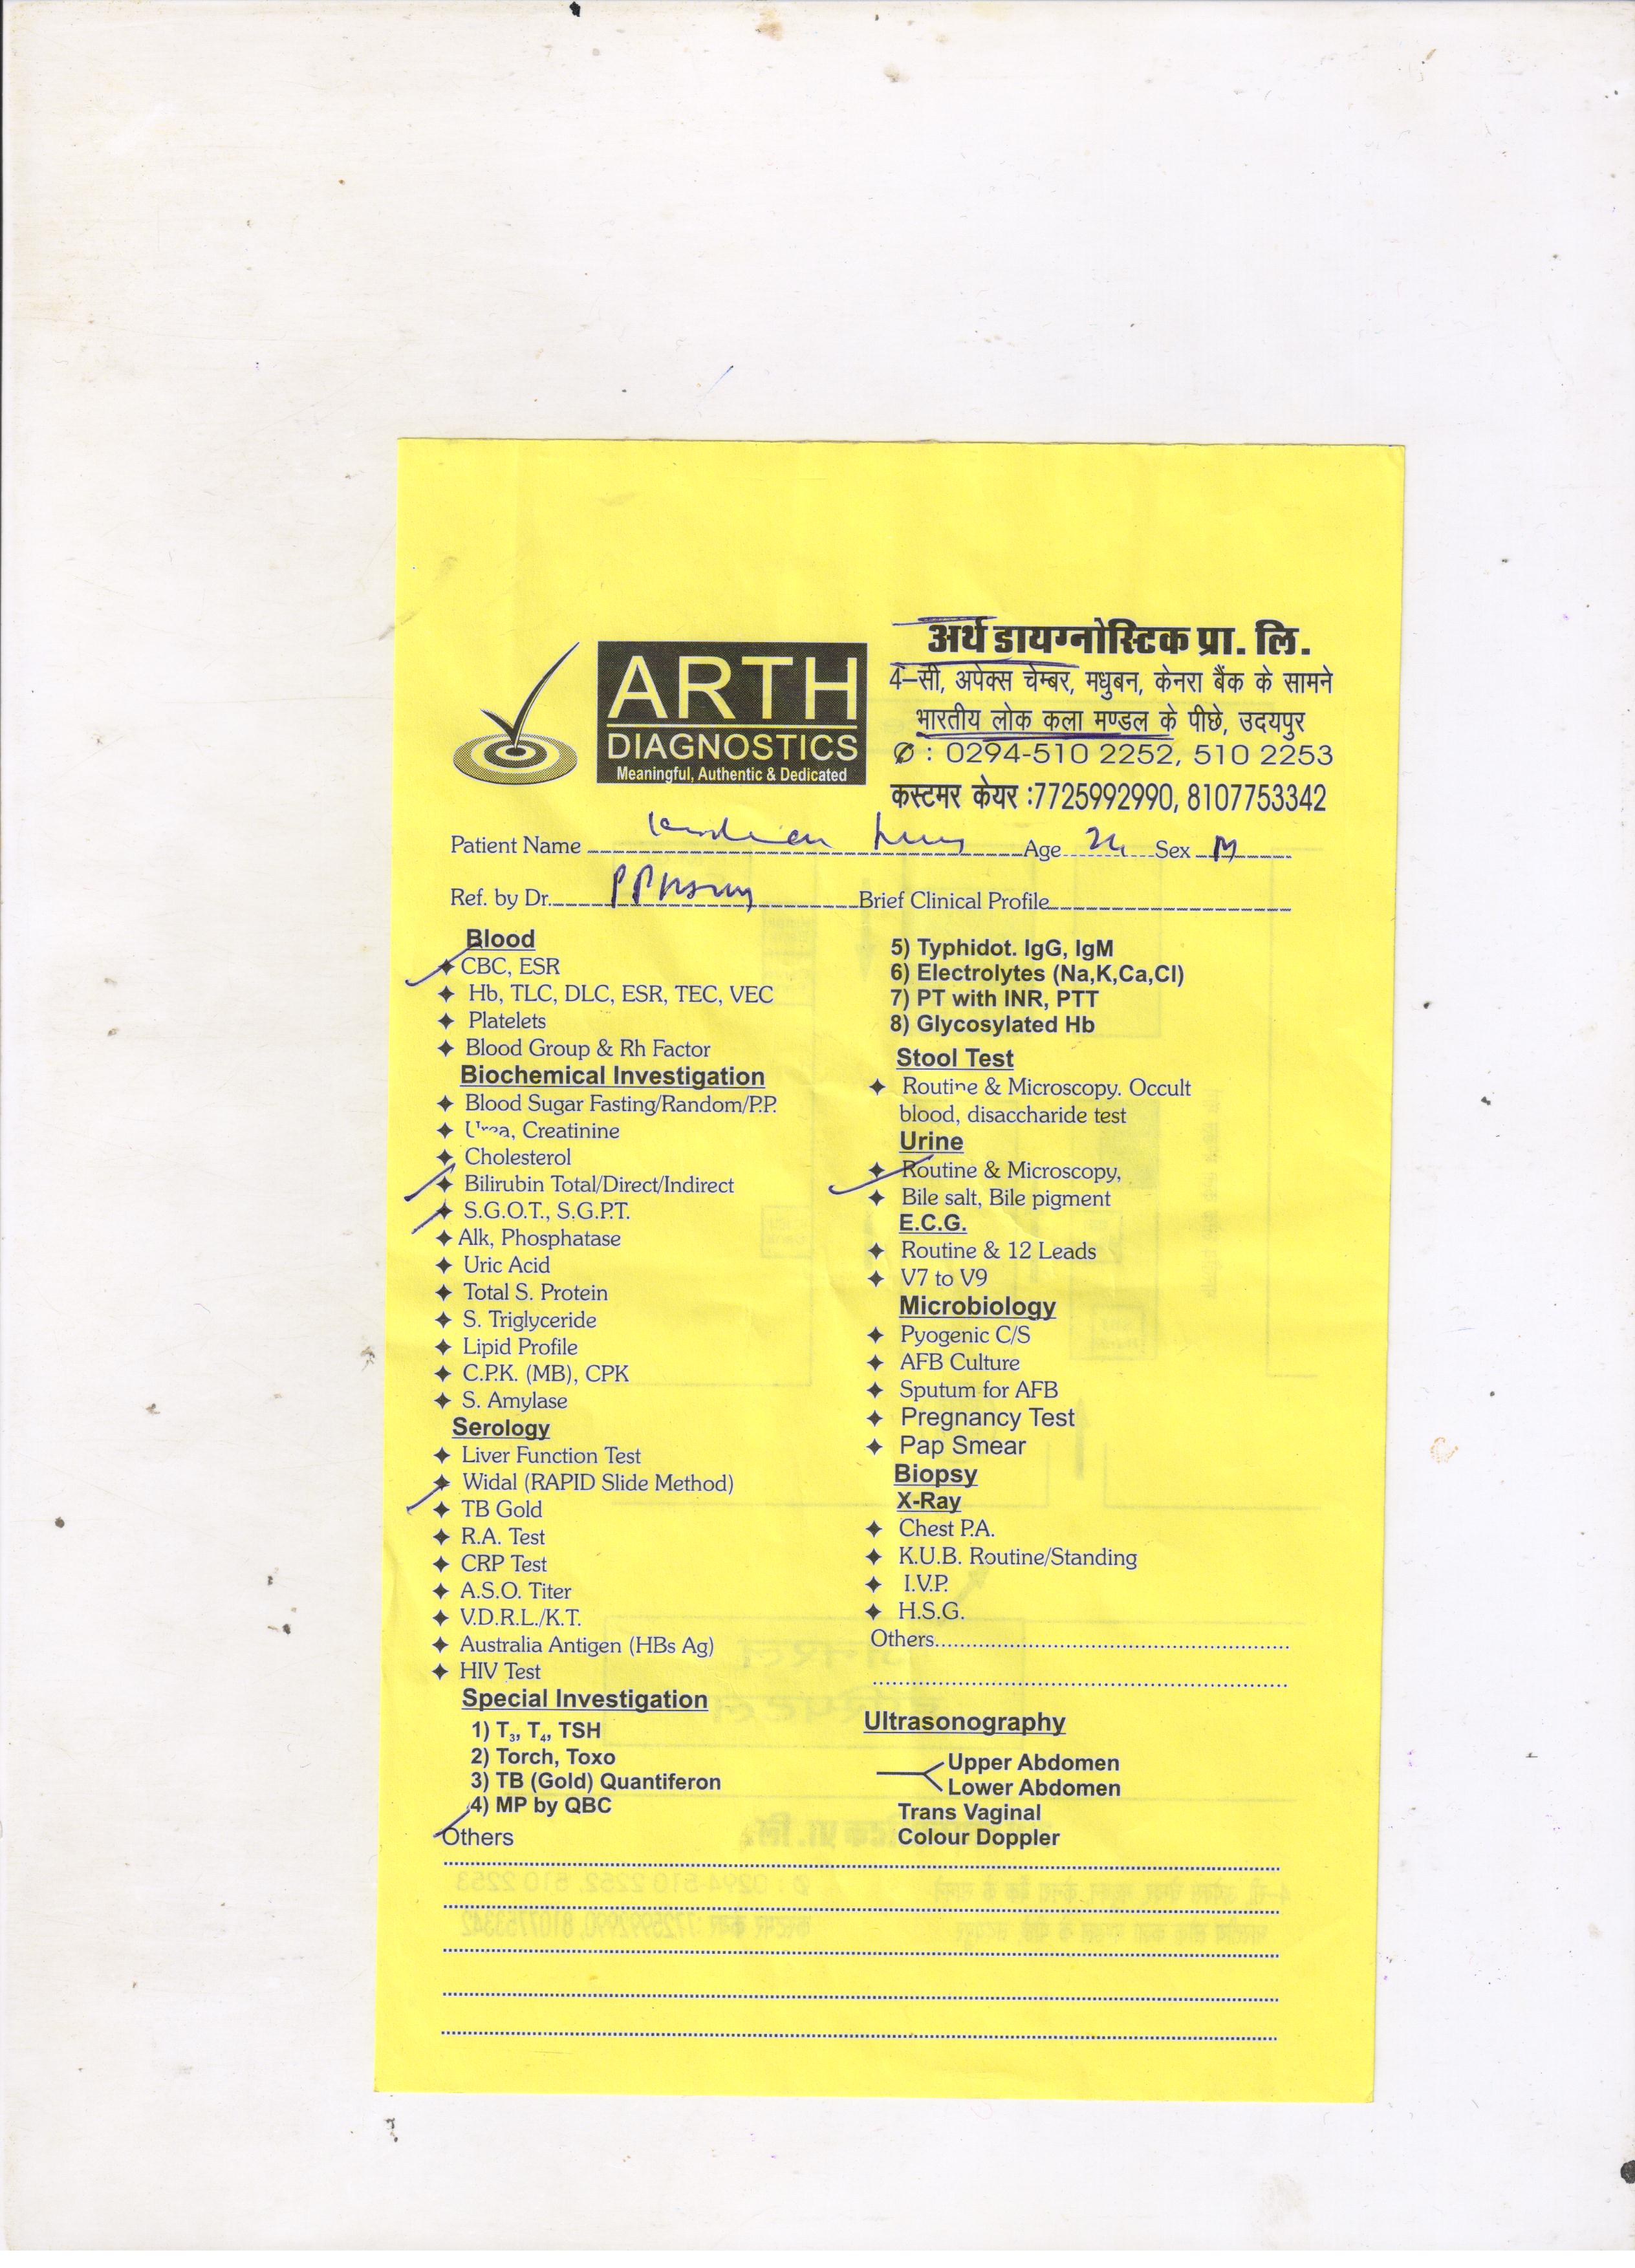 ARTH
DIAGNOSTICS
Meaningful, Authentic & Dedicated
अर्थ डायग्नोस्टिक प्रा. लि.
4-सी, अपेक्स चेम्बर, मधुबन, केनरा बैंक के सामने
भारतीय लोक कला मण्डल के पीछे, उदयपुर
✆ : 0294-510 2252, 510 2253
कस्टमर केयर :7725992990, 8107753342
Patient Name Age Sex M
Ref. by Dr. Brief Clinical Profile
Blood
CBC, ESR
Hb, TLC, DLC, ESR, TEC, VEC
Platelets
Blood Group & Rh Factor
Biochemical Investigation
Blood Sugar Fasting/Random/P.P.
Urea, Creatinine
Cholesterol
Bilirubin Total/Direct/Indirect
S.G.O.T., S.G.P.T.
Alk, Phosphatase
Uric Acid
Total S. Protein
S. Triglyceride
Lipid Profile
C.P.K. (MB), CPK
S. Amylase
Serology
Liver Function Test
Widal (RAPID Slide Method)
TB Gold
R.A. Test
CRP Test
A.S.O. Titer
V.D.R.L./K.T.
Australia Antigen (HBs Ag)
HIV Test
Special Investigation
1) T3, T4, TSH
2) Torch, Toxo
3) TB (Gold) Quantiferon
4) MP by QBC
Others
5) Typhidot. IgG, IgM
6) Electrolytes (Na,K,Ca,Cl)
7) PT with INR, PTT
8) Glycosylated Hb
Stool Test
Routine & Microscopy. Occult
blood, disaccharide test
Urine
Routine & Microscopy,
Bile salt, Bile pigment
E.C.G.
Routine & 12 Leads
V7 to V9
Microbiology
Pyogenic C/S
AFB Culture
Sputum for AFB
Pregnancy Test
Pap Smear
Biopsy
X-Ray
Chest P.A.
K.U.B. Routine/Standing
I.V.P.
H.S.G.
Others
Ultrasonography
Upper Abdomen
Lower Abdomen
Trans Vaginal
Colour Doppler